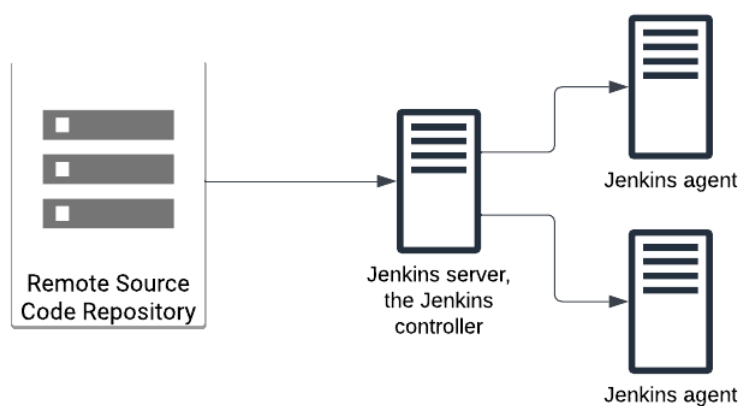 Remote Source
Code Repository
Jenkins server,
the Jenkins
controller
Jenkins agent
Jenkins agent